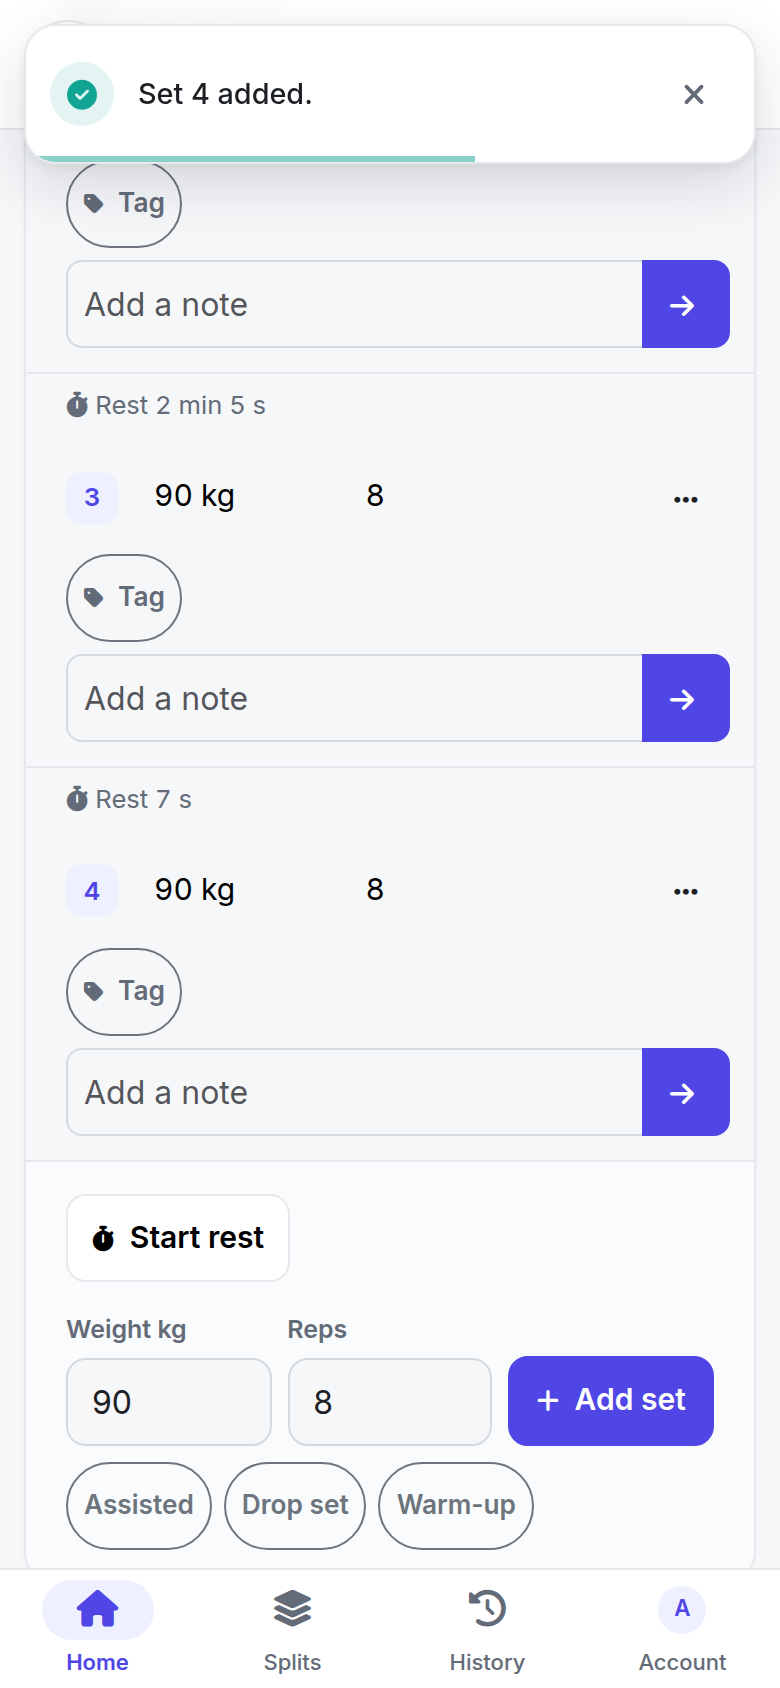 Set 4 added.
Tag
Add a note
Rest 2 min 5 s
3 90 kg 8
Tag
Add a note
Rest 7 s
4 90 kg 8
Tag
Add a note
Start rest
Weight kg Reps
90 8 Add set
Assisted Drop set Warm-up
Home Splits History A Account